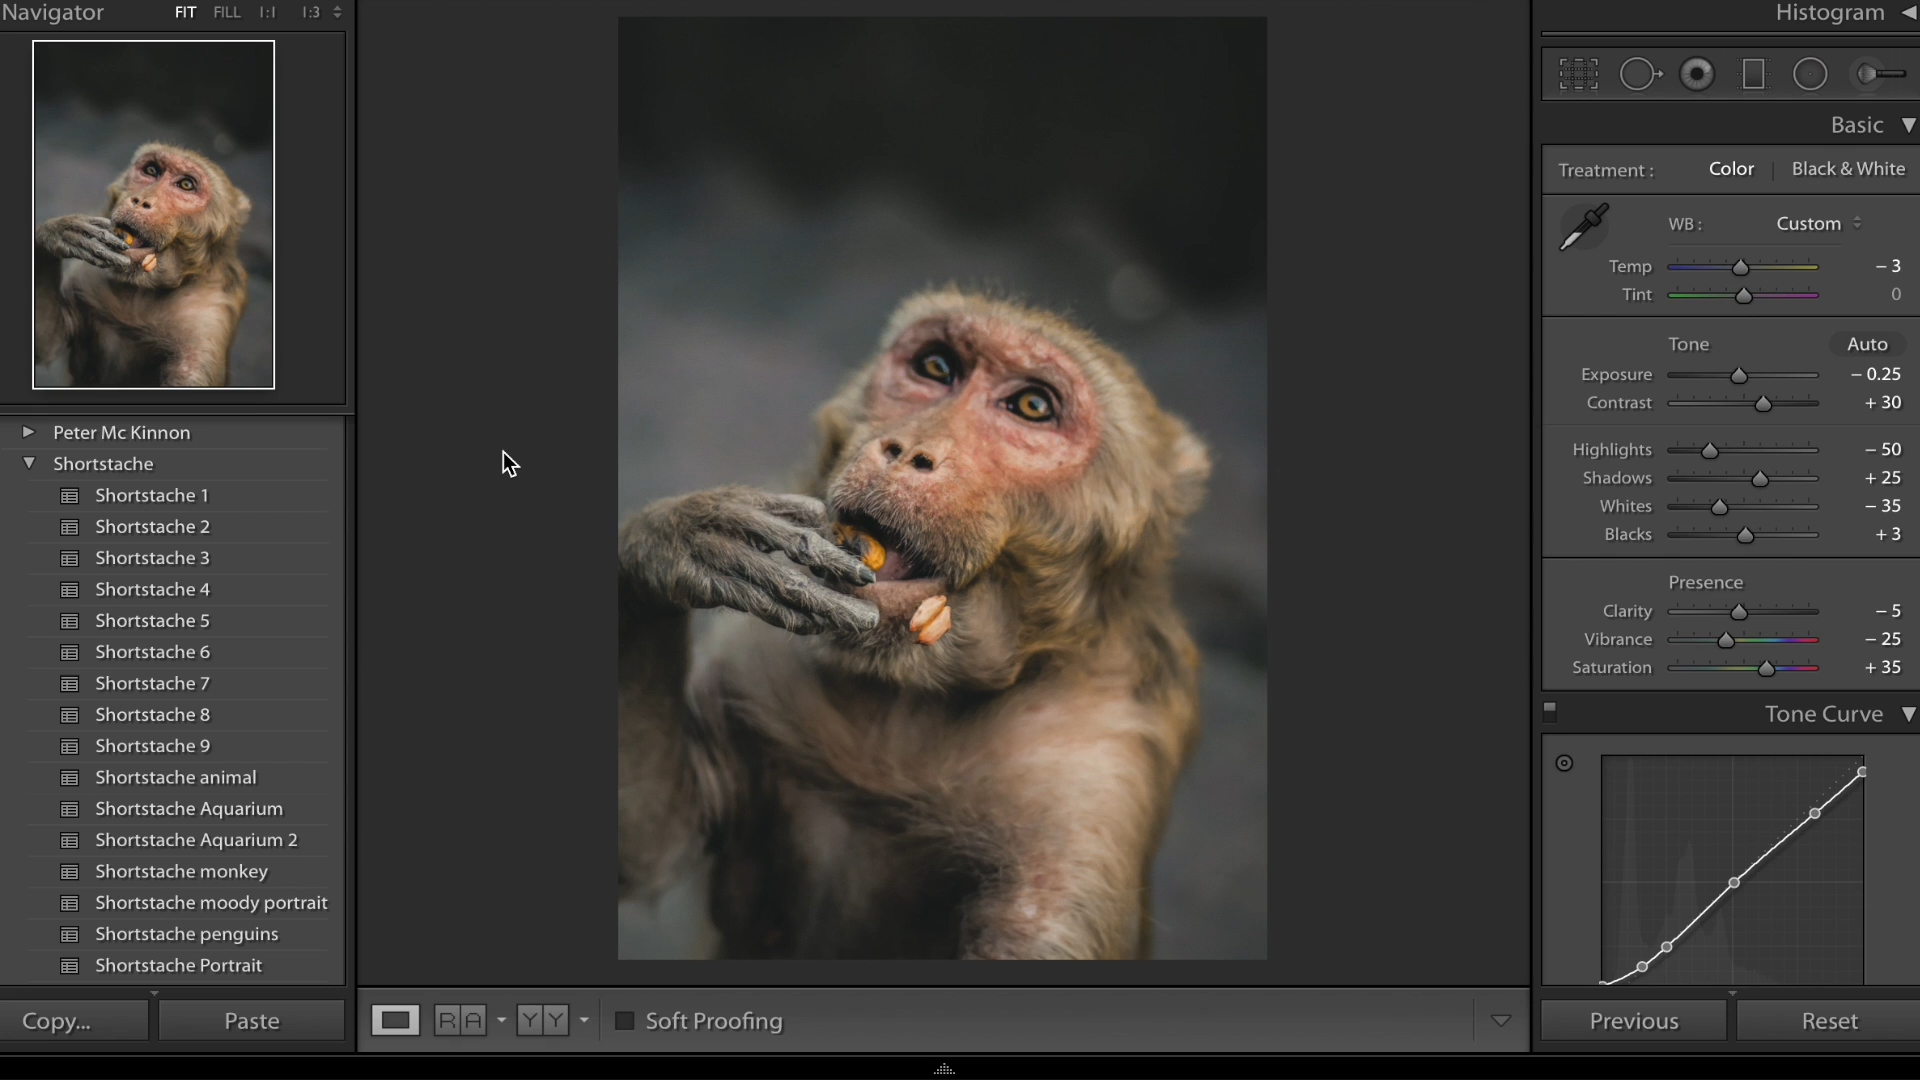 Navigator FIT FILL 1:1 1:3
Peter Mc Kinnon
Shortstache
Shortstache 1
Shortstache 2
Shortstache 3
Shortstache 4
Shortstache 5
Shortstache 6
Shortstache 7
Shortstache 8
Shortstache 9
Shortstache animal
Shortstache Aquarium
Shortstache Aquarium 2
Shortstache monkey
Shortstache moody portrait
Shortstache penguins
Shortstache Portrait
Copy... Paste
R A Y Y Soft Proofing
Histogram
Basic
Treatment : Color Black & White
WB : Custom
Temp − 3
Tint 0
Tone Auto
Exposure − 0.25
Contrast + 30
Highlights − 50
Shadows + 25
Whites − 35
Blacks + 3
Presence
Clarity − 5
Vibrance − 25
Saturation + 35
Tone Curve
Previous Reset